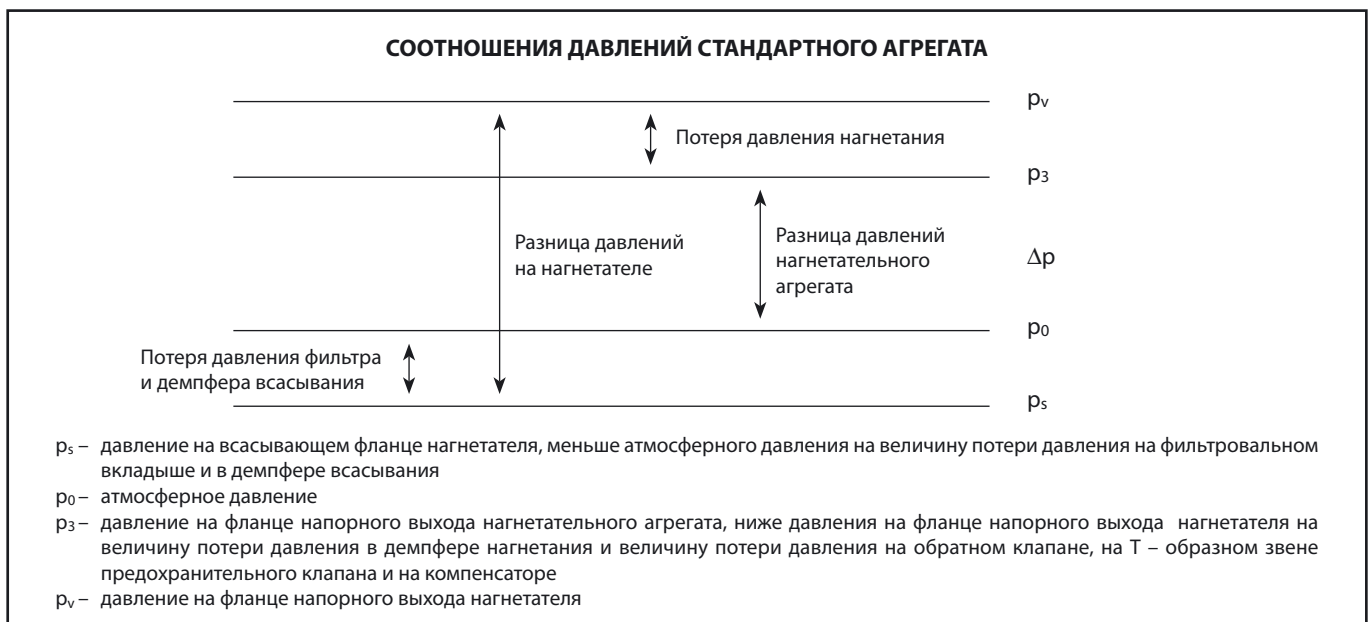 СООТНОШЕНИЯ ДАВЛЕНИЙ СТАНДАРТНОГО АГРЕГАТА
pv
Потеря давления нагнетания
p3
Разница давлений
на нагнетателе
Разница давлений
нагнетательного
агрегата
Δp
p0
Потеря давления фильтра
и демпфера всасывания
ps
ps – давление на всасывающем фланце нагнетателя, меньше атмосферного давления на величину потери давления на фильтровальном
вкладыше и в демпфере всасывания
p0 – атмосферное давление
p3 – давление на фланце напорного выхода нагнетательного агрегата, ниже давления на фланце напорного выхода нагнетателя на
величину потери давления в демпфере нагнетания и величину потери давления на обратном клапане, на Т – образном звене
предохранительного клапана и на компенсаторе
pv – давление на фланце напорного выхода нагнетателя